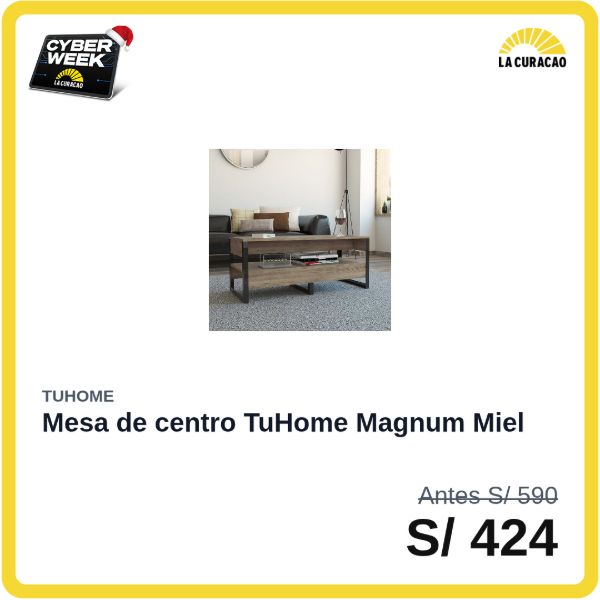 CYBER
WEEK
LA CURACAO
LA CURACAO
TUHOME
Mesa de centro TuHome Magnum Miel
Antes S/ 590
S/ 424